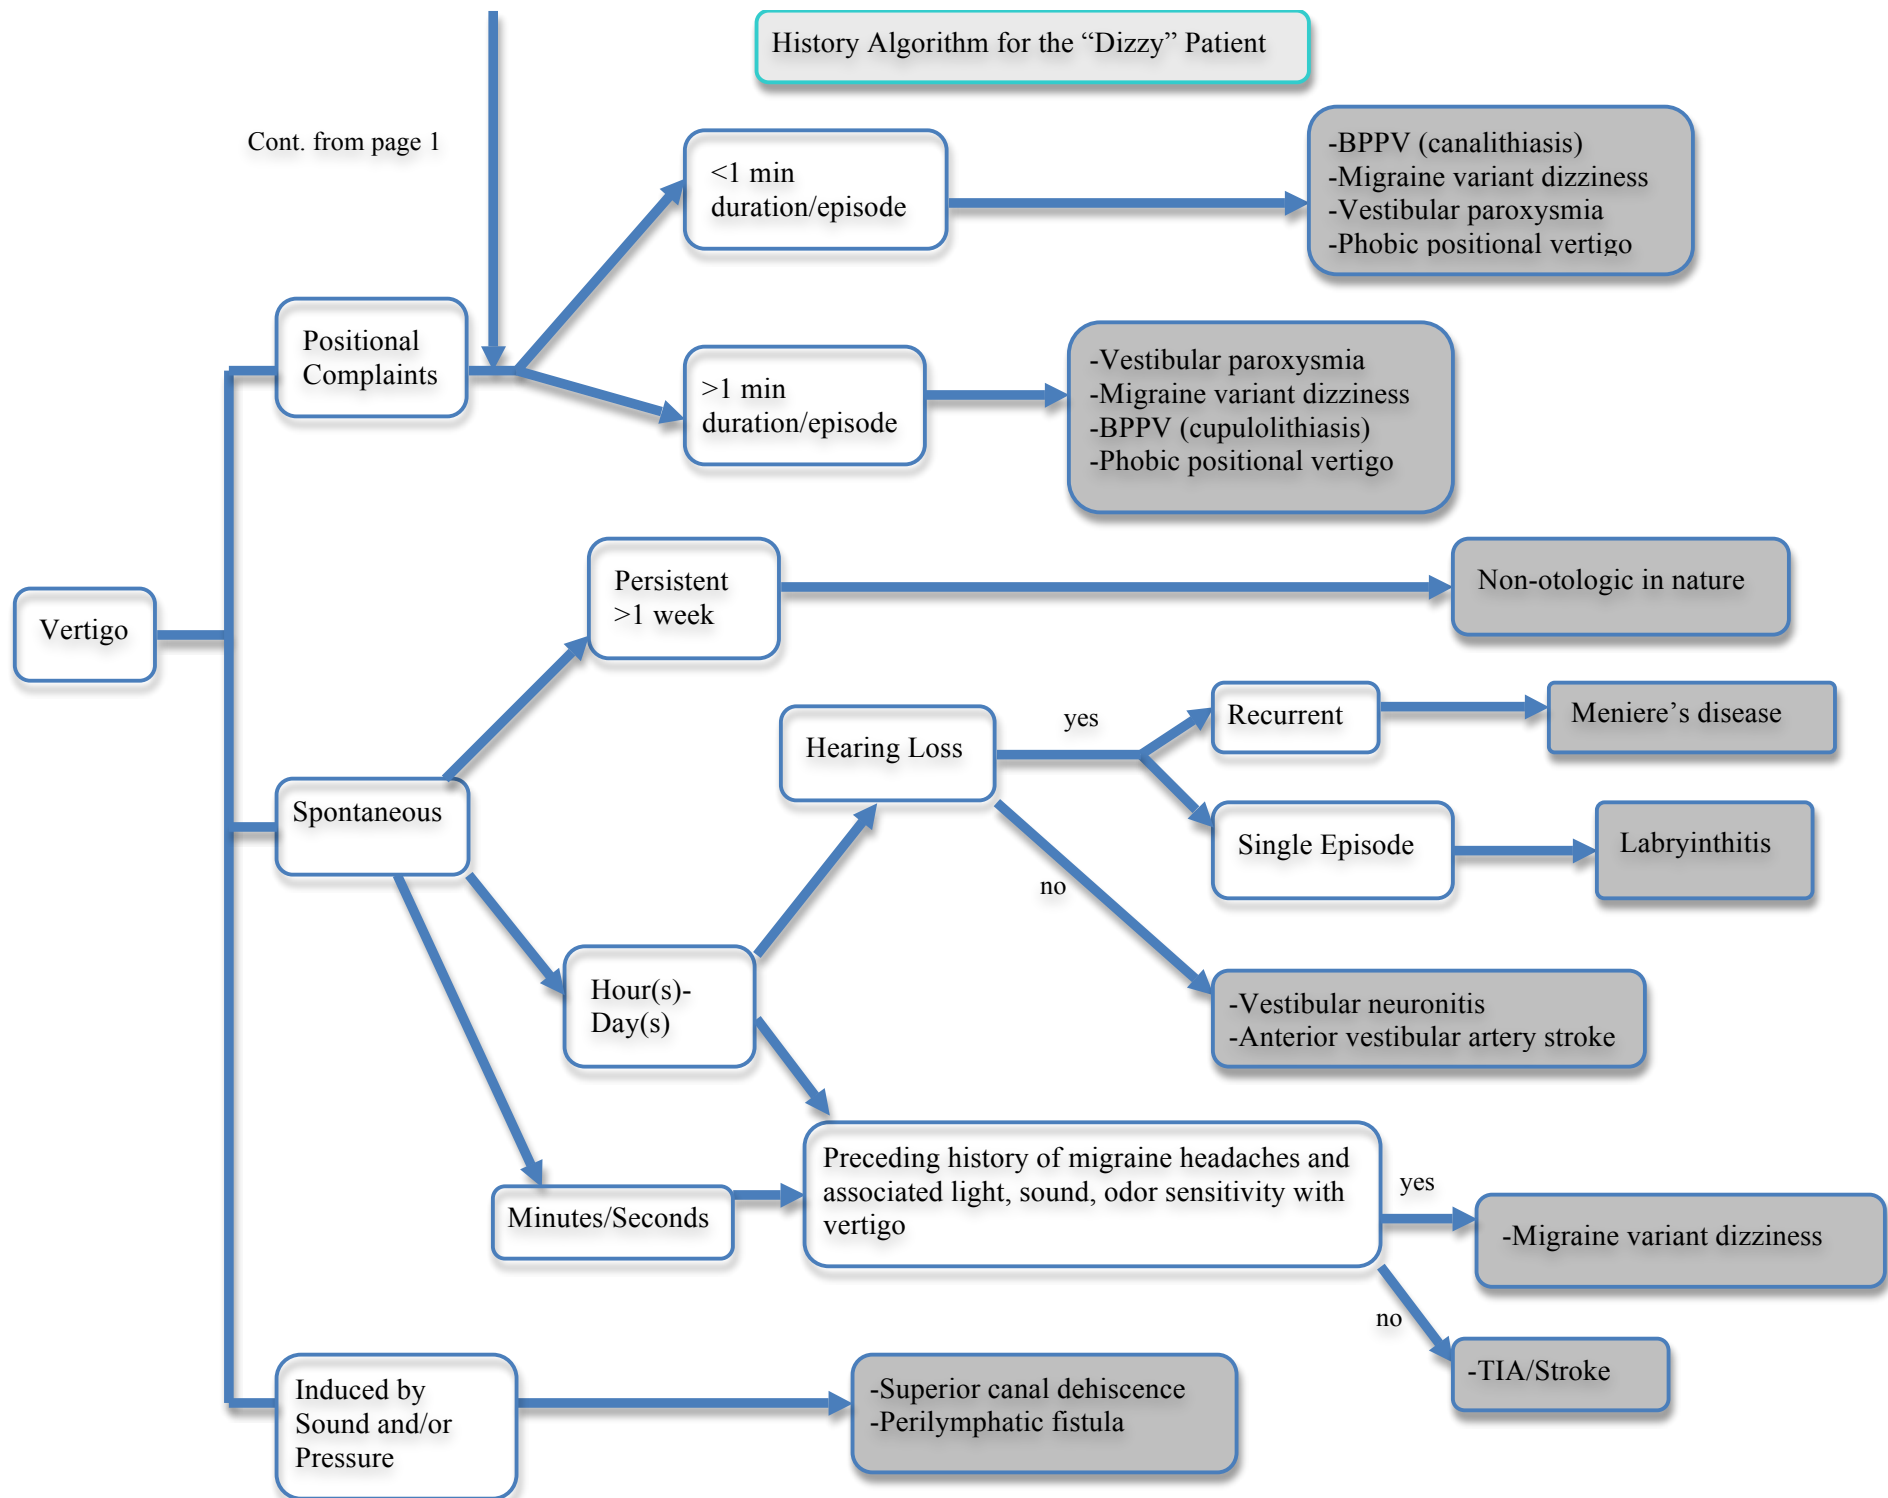 History Algorithm for the “Dizzy” Patient
Cont. from page 1
<1 min
duration/episode
-BPPV (canalithiasis)
-Migraine variant dizziness
-Vestibular paroxysmia
-Phobic positional vertigo
Positional
Complaints
>1 min
duration/episode
-Vestibular paroxysmia
-Migraine variant dizziness
-BPPV (cupulolithiasis)
-Phobic positional vertigo
Vertigo
Persistent
>1 week
Non-otologic in nature
Spontaneous
Hearing Loss
yes
Recurrent
Meniere’s disease
Single Episode
Labryinthitis
no
-Vestibular neuronitis
-Anterior vestibular artery stroke
Hour(s)-
Day(s)
Minutes/Seconds
Preceding history of migraine headaches and
associated light, sound, odor sensitivity with
vertigo
yes
-Migraine variant dizziness
no
-TIA/Stroke
Induced by
Sound and/or
Pressure
-Superior canal dehiscence
-Perilymphatic fistula